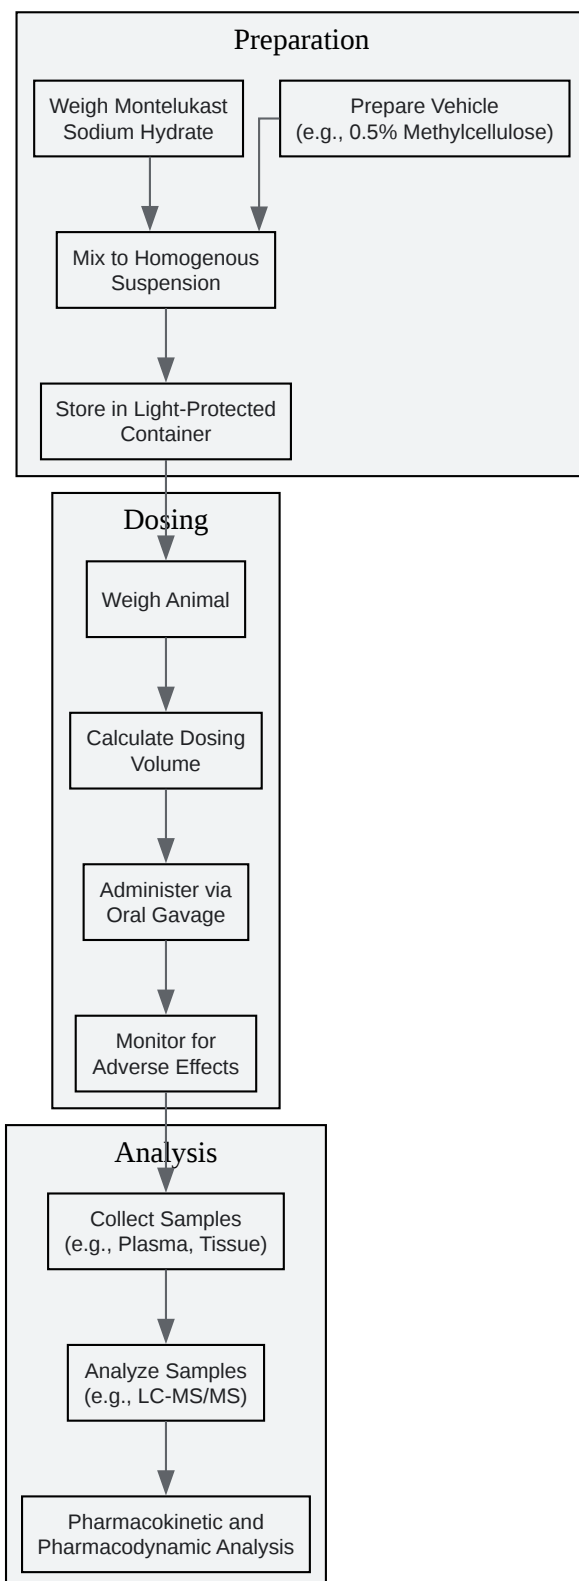 Preparation
Weigh Montelukast
Sodium Hydrate
Prepare Vehicle
(e.g., 0.5% Methylcellulose)
Mix to Homogenous
Suspension
Store in Light-Protected
Container
Dosing
Weigh Animal
Calculate Dosing
Volume
Administer via
Oral Gavage
Monitor for
Adverse Effects
Analysis
Collect Samples
(e.g., Plasma, Tissue)
Analyze Samples
(e.g., LC-MS/MS)
Pharmacokinetic and
Pharmacodynamic Analysis